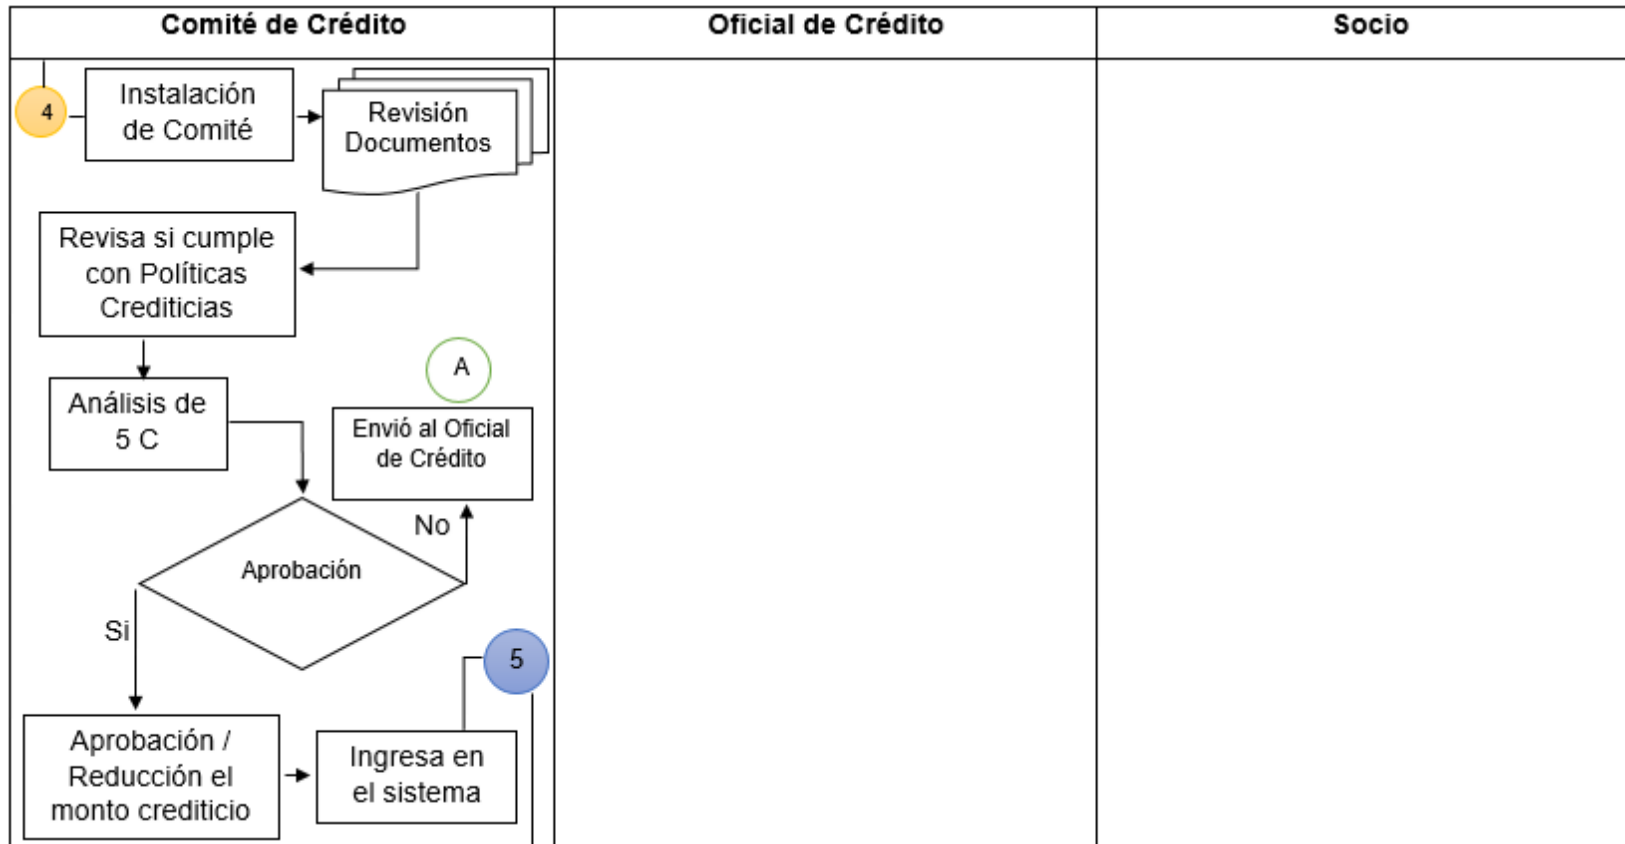 Comité de Crédito
Oficial de Crédito
Socio
4
Instalación
de Comité
Revisión
Documentos
Revisa si cumple
con Políticas
Crediticias
A
Análisis de
5 C
Envió al Oficial
de Crédito
No
Aprobación
Si
5
Aprobación /
Reducción el
monto crediticio
Ingresa en
el sistema